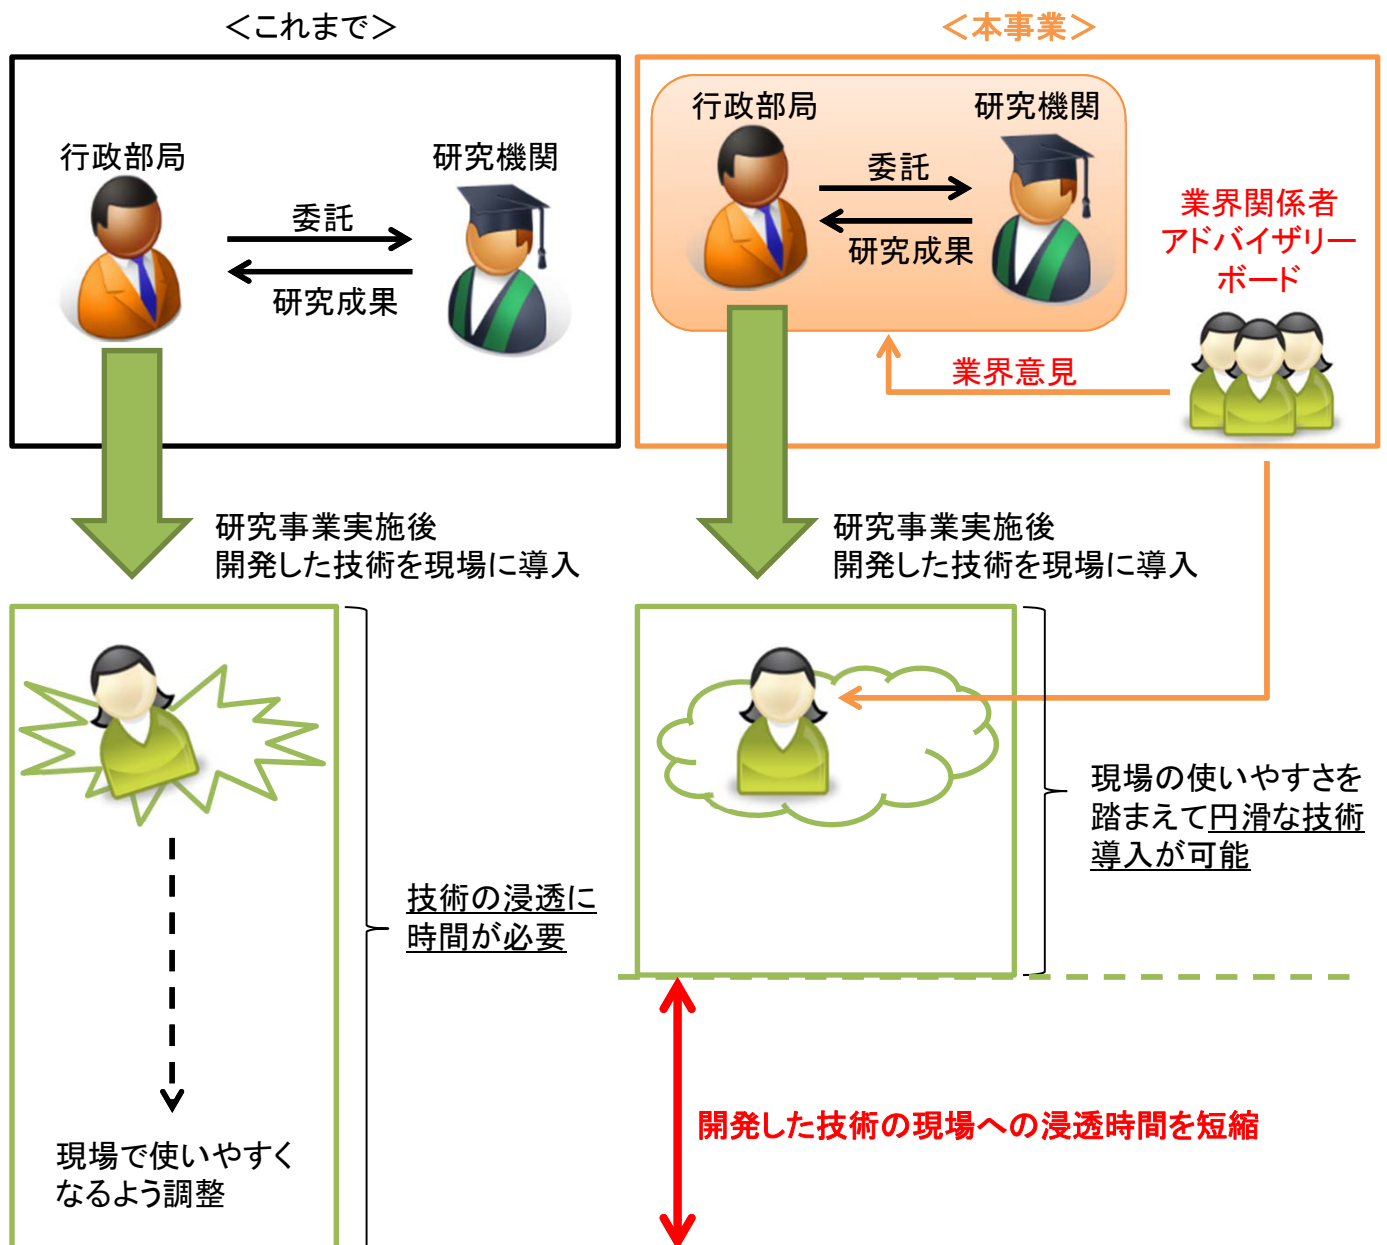 ＜これまで＞
行政部局
研究機関
委託
研究成果
研究事業実施後
開発した技術を現場に導入
技術の浸透に
時間が必要
現場で使いやすく
なるよう調整
＜本事業＞
行政部局
研究機関
委託
研究成果
業界関係者
アドバイザリー
ボード
業界意見
研究事業実施後
開発した技術を現場に導入
現場の使いやすさを
踏まえて円滑な技術
導入が可能
開発した技術の現場への浸透時間を短縮